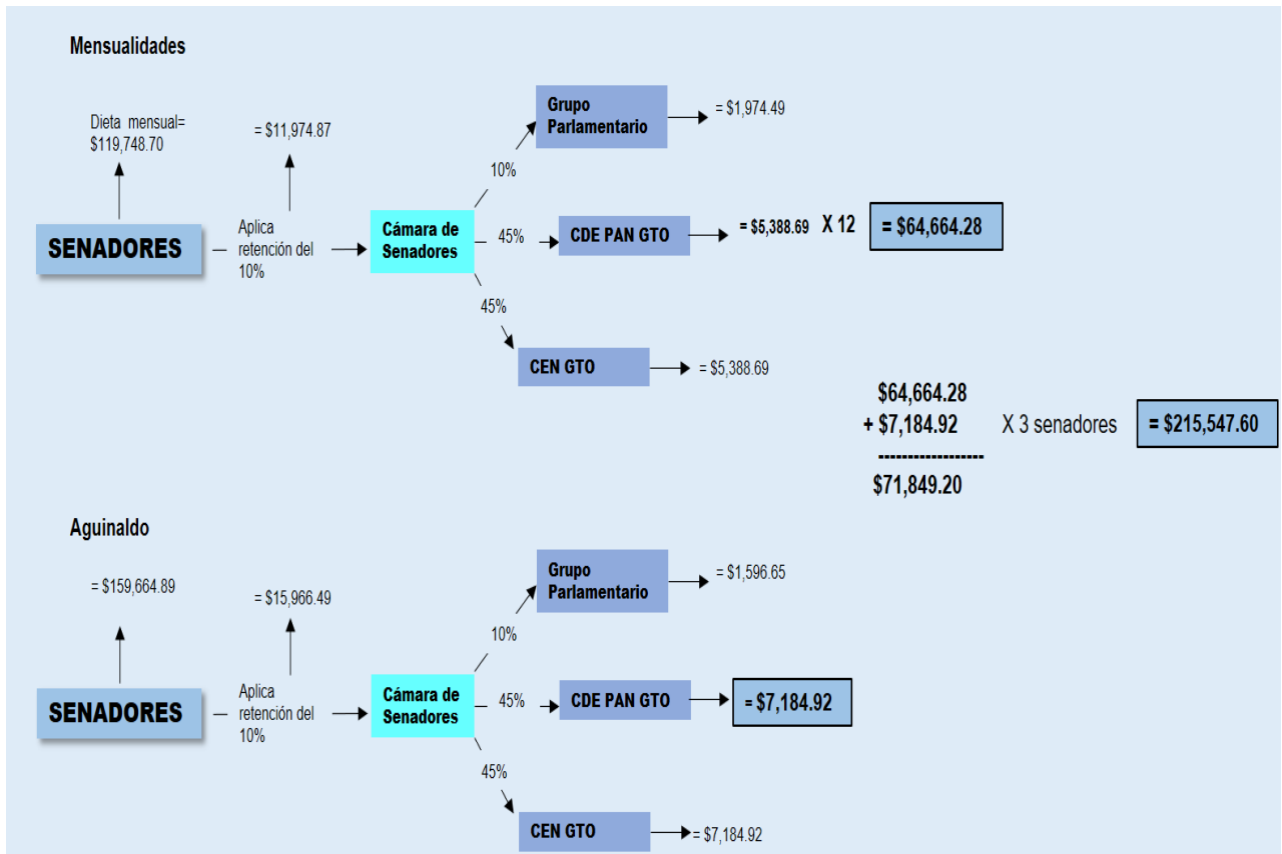 Mensualidades
Dieta mensual=
$119,748.70
= $11,974.87
SENADORES
Aplica
retención del
10%
Cámara de
Senadores
10%
Grupo
Parlamentario
= $1,974.49
45%
CDE PAN GTO
= $5,388.69 X 12
= $64,664.28
45%
CEN GTO
= $5,388.69
$64,664.28
+ $7,184.92
-------------------
$71,849.20
X 3 senadores
= $215,547.60
Aguinaldo
= $159,664.89
= $15,966.49
SENADORES
Aplica
retención del
10%
Cámara de
Senadores
10%
Grupo
Parlamentario
= $1,596.65
45%
CDE PAN GTO
= $7,184.92
45%
CEN GTO
= $7,184.92